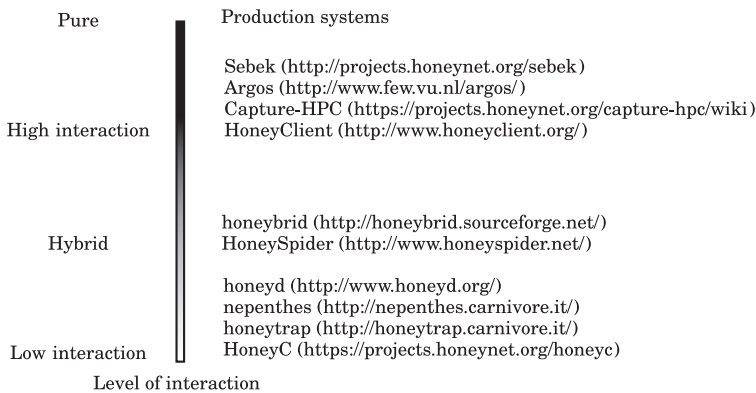 Pure
Production systems
Sebek (http://projects.honeynet.org/sebek)
Argos (http://www.few.vu.nl/argos/)
Capture-HPC (https://projects.honeynet.org/capture-hpc/wiki)
High interaction
HoneyClient (http://www.honeyclient.org/)
honeybrid (http://honeybrid.sourceforge.net/)
Hybrid
HoneySpider (http://www.honeyspider.net/)
honeyd (http://www.honeyd.org/)
nepenthes (http://nepenthes.carnivore.it/)
honeytrap (http://honeytrap.carnivore.it/)
Low interaction
HoneyC (https://projects.honeynet.org/honeyc)
Level of interaction